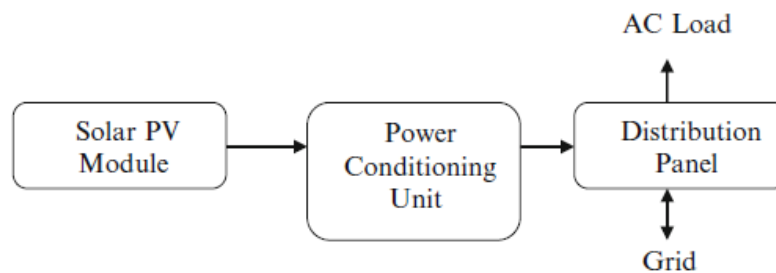 AC Load
Solar PV
Module
Power
Conditioning
Unit
Distribution
Panel
Grid